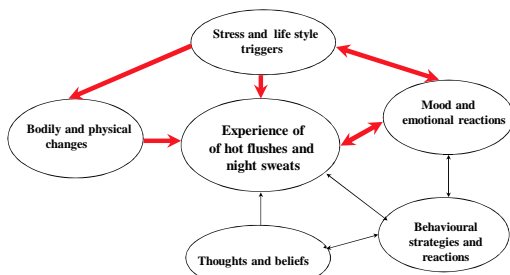 Stress and life style
triggers
Mood and
emotional reactions
Bodily and physical
changes
Experience of
of hot flushes and
night sweats
Behavioural
strategies and
reactions
Thoughts and beliefs